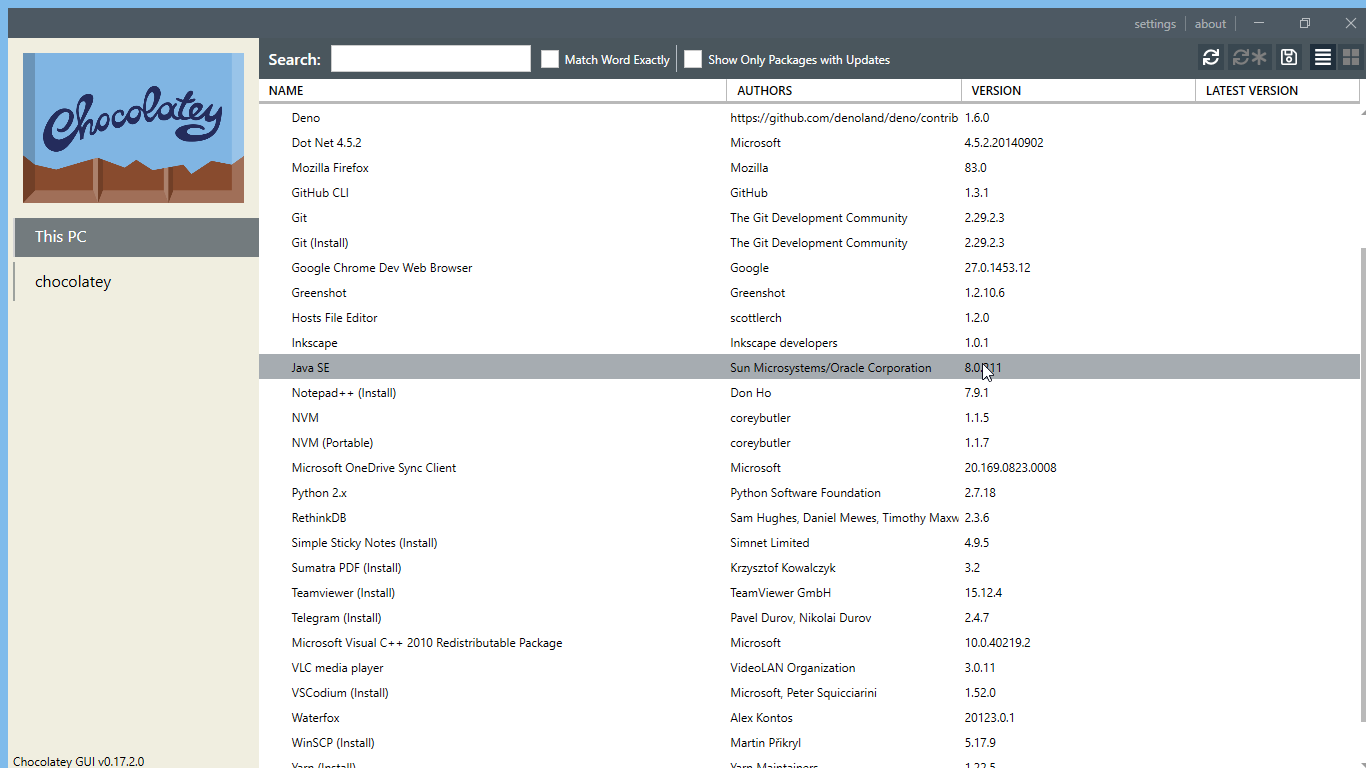 settings about
Chocolatey
Search: Match Word Exactly Show Only Packages with Updates
NAME AUTHORS VERSION LATEST VERSION
This PC
chocolatey
Deno https://github.com/denoland/deno/contrib 1.6.0
Dot Net 4.5.2 Microsoft 4.5.2.20140902
Mozilla Firefox Mozilla 83.0
GitHub CLI GitHub 1.3.1
Git The Git Development Community 2.29.2.3
Git (Install) The Git Development Community 2.29.2.3
Google Chrome Dev Web Browser Google 27.0.1453.12
Greenshot Greenshot 1.2.10.6
Hosts File Editor scottlerch 1.2.0
Inkscape Inkscape developers 1.0.1
Java SE Sun Microsystems/Oracle Corporation
Notepad++ (Install) Don Ho 7.9.1
NVM coreybutler 1.1.5
NVM (Portable) coreybutler 1.1.7
Microsoft OneDrive Sync Client Microsoft 20.169.0823.0008
Python 2.x Python Software Foundation 2.7.18
RethinkDB Sam Hughes, Daniel Mewes, Timothy Maxw 2.3.6
Simple Sticky Notes (Install) Simnet Limited 4.9.5
Sumatra PDF (Install) Krzysztof Kowalczyk 3.2
Teamviewer (Install) TeamViewer GmbH 15.12.4
Telegram (Install) Pavel Durov, Nikolai Durov 2.4.7
Microsoft Visual C++ 2010 Redistributable Package Microsoft 10.0.40219.2
VLC media player VideoLAN Organization 3.0.11
VSCodium (Install) Microsoft, Peter Squicciarini 1.52.0
Waterfox Alex Kontos 20123.0.1
WinSCP (Install) Martin Přikryl 5.17.9
Yarn (Install) Yarn Maintainers 1.22.5
Chocolatey GUI v0.17.2.0